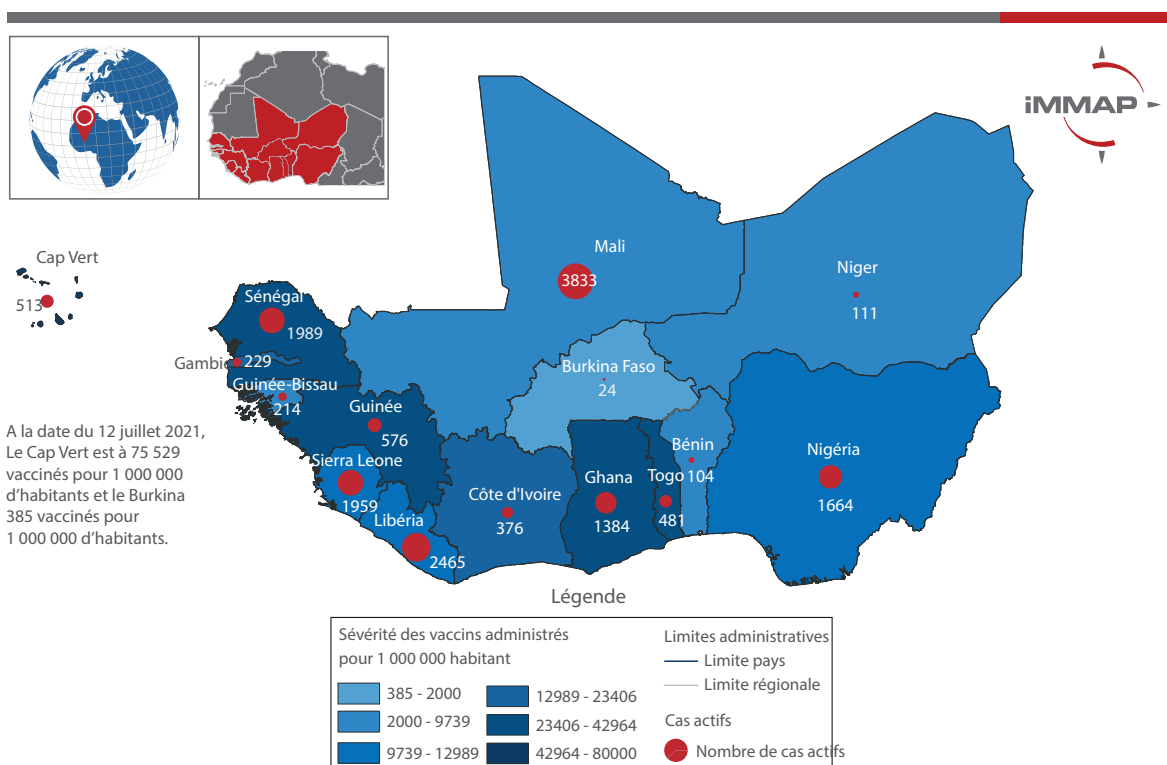 iMMAP
Cap Vert
513
Mali
3833
Niger
111
Sénégal
1989
Gambie
229
Guinée-Bissau
214
Guinée
576
Burkina Faso
24
Sierra Leone
1959
Libéria
2465
Côte d'Ivoire
376
Ghana
1384
Togo
481
Bénin
104
Nigéria
1664
A la date du 12 juillet 2021,
Le Cap Vert est à 75 529
vaccinés pour 1 000 000
d'habitants et le Burkina
385 vaccinés pour
1 000 000 d'habitants.
Légende
Sévérité des vaccins administrés
pour 1 000 000 habitant
385 - 2000
2000 - 9739
9739 - 12989
12989 - 23406
23406 - 42964
42964 - 80000
Limites administratives
Limite pays
Limite régionale
Cas actifs
Nombre de cas actifs